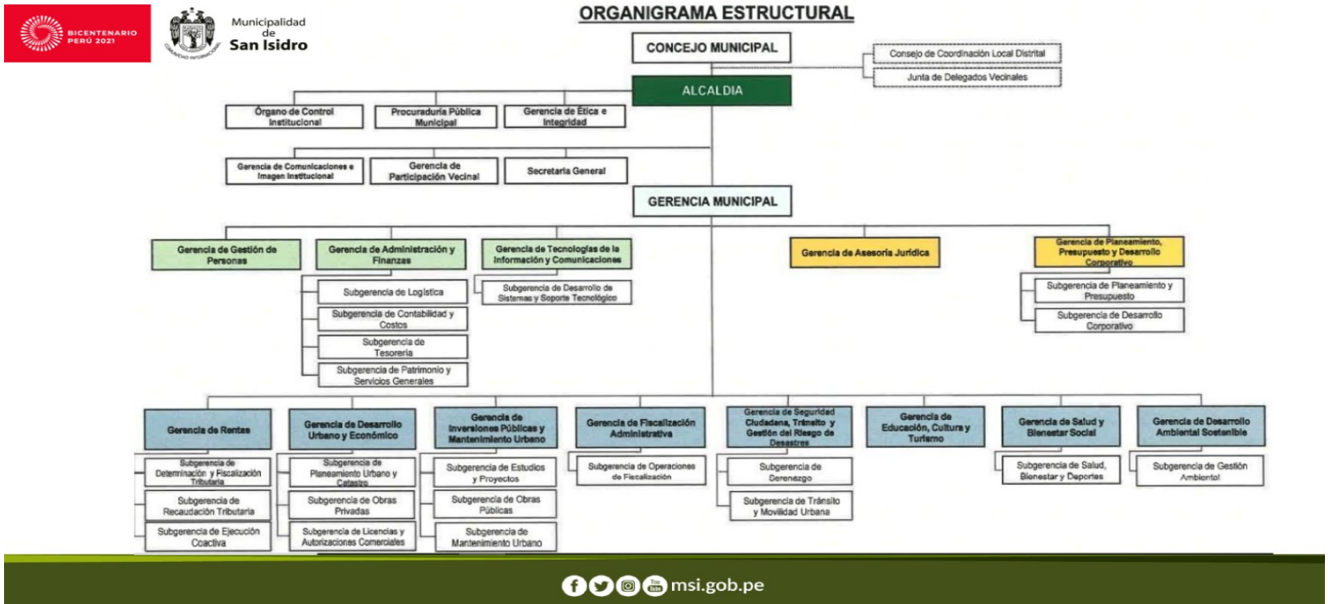 BICENTENARIO
PERÚ 2021
Municipalidad
de
San Isidro
COMUNIDAD INTERNACIONAL
ORGANIGRAMA ESTRUCTURAL
CONCEJO MUNICIPAL
Consejo de Coordinación Local Distrital
Junta de Delegados Vecinales
ALCALDIA
Órgano de Control
Institucional
Procuraduría Pública
Municipal
Gerencia de Ética e
Integridad
Gerencia de Comunicaciones e
Imagen Institucional
Gerencia de
Participación Vecinal
Secretaria General
GERENCIA MUNICIPAL
Gerencia de Gestión de
Personas
Gerencia de Administración y
Finanzas
Gerencia de Tecnologías de la
Información y Comunicaciones
Gerencia de Asesoría Jurídica
Gerencia de Planeamiento,
Presupuesto y Desarrollo
Corporativo
Subgerencia de Logística
Subgerencia de Contabilidad y
Costos
Subgerencia de
Tesorería
Subgerencia de Patrimonio y
Servicios Generales
Subgerencia de Desarrollo de
Sistemas y Soporte Tecnológico
Subgerencia de Planeamiento y
Presupuesto
Subgerencia de Desarrollo
Corporativo
Gerencia de Rentas
Gerencia de Desarrollo
Urbano y Económico
Gerencia de
Inversiones Públicas y
Mantenimiento Urbano
Gerencia de Fiscalización
Administrativa
Gerencia de Seguridad
Ciudadana, Tránsito y
Gestión del Riesgo de
Desastres
Gerencia de
Educación, Cultura y
Turismo
Gerencia de Salud y
Bienestar Social
Gerencia de Desarrollo
Ambiental Sostenible
Subgerencia de
Determinación y Fiscalización
Tributaria
Subgerencia de
Recaudación Tributaria
Subgerencia de Ejecución
Coactiva
Subgerencia de
Planeamiento Urbano y
Catastro
Subgerencia de Obras
Privadas
Subgerencia de Licencias y
Autorizaciones Comerciales
Subgerencia de Estudios
y Proyectos
Subgerencia de Obras
Públicas
Subgerencia de
Mantenimiento Urbano
Subgerencia de Operaciones
de Fiscalización
Subgerencia de
Serenazgo
Subgerencia de Tránsito
y Movilidad Urbana
Subgerencia de Salud,
Bienestar y Deportes
Subgerencia de Gestión
Ambiental
You
Tube
msi.gob.pe